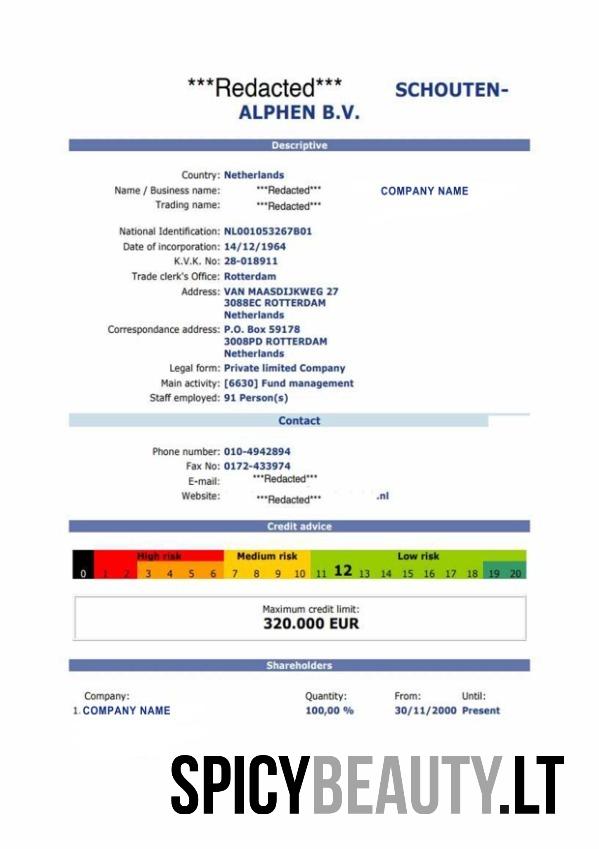 ***Redacted*** SCHOUTEN-
ALPHEN B.V.
Descriptive
Country: Netherlands
Name / Business name: ***Redacted*** COMPANY NAME
Trading name: ***Redacted***
National Identification: NL001053267B01
Date of incorporation: 14/12/1964
K.V.K. No: 28-018911
Trade clerk's Office: Rotterdam
Address: VAN MAASDIJKWEG 27
3088EC ROTTERDAM
Netherlands
Correspondance address: P.O. Box 59178
3008PD ROTTERDAM
Netherlands
Legal form: Private limited Company
Main activity: [6630] Fund management
Staff employed: 91 Person(s)
Contact
Phone number: 010-4942894
Fax No: 0172-433974
E-mail: ***Redacted***
Website: ***Redacted*** .nl
Credit advice
High risk Medium risk Low risk
0 1 2 3 4 5 6 7 8 9 10 11 12 13 14 15 16 17 18 19 20
Maximum credit limit:
320.000 EUR
Shareholders
Company: Quantity: From: Until:
1. COMPANY NAME 100,00 % 30/11/2000 Present
SPICYBEAUTY.LT